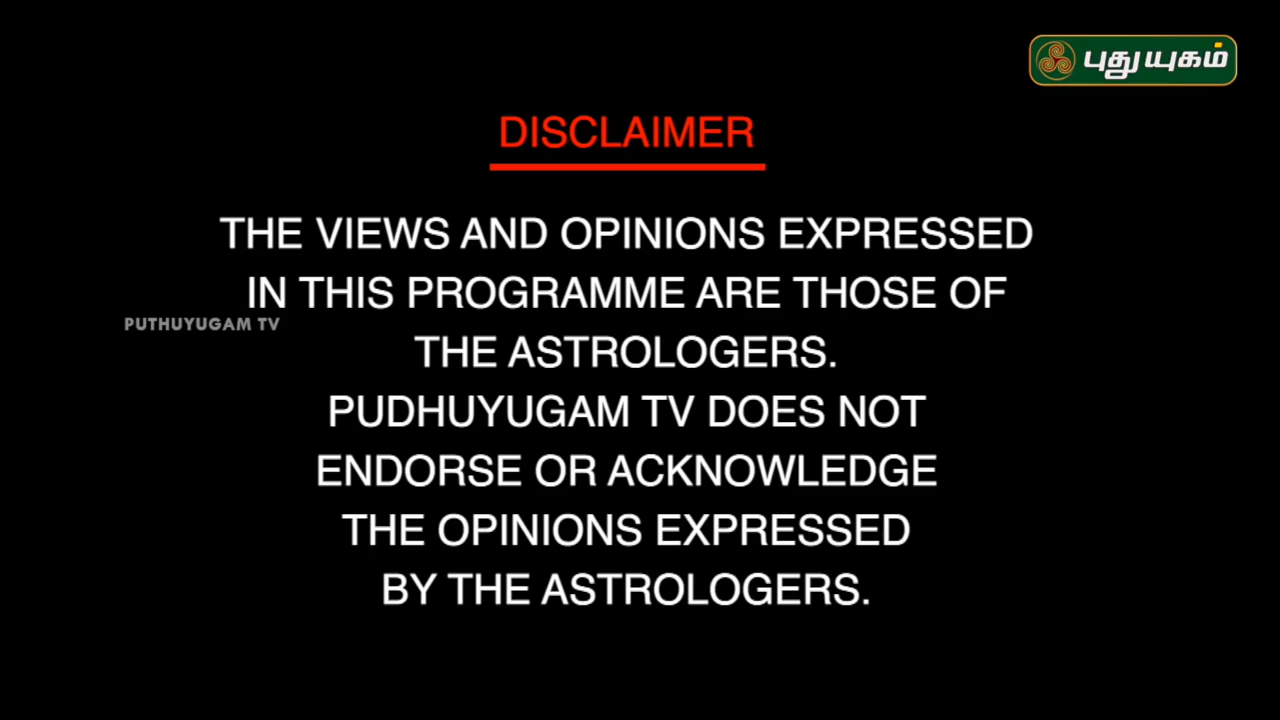 புதுயுகம்
DISCLAIMER
THE VIEWS AND OPINIONS EXPRESSED
IN THIS PROGRAMME ARE THOSE OF
PUTHUYUGAM TV
THE ASTROLOGERS.
PUDHUYUGAM TV DOES NOT
ENDORSE OR ACKNOWLEDGE
THE OPINIONS EXPRESSED
BY THE ASTROLOGERS.